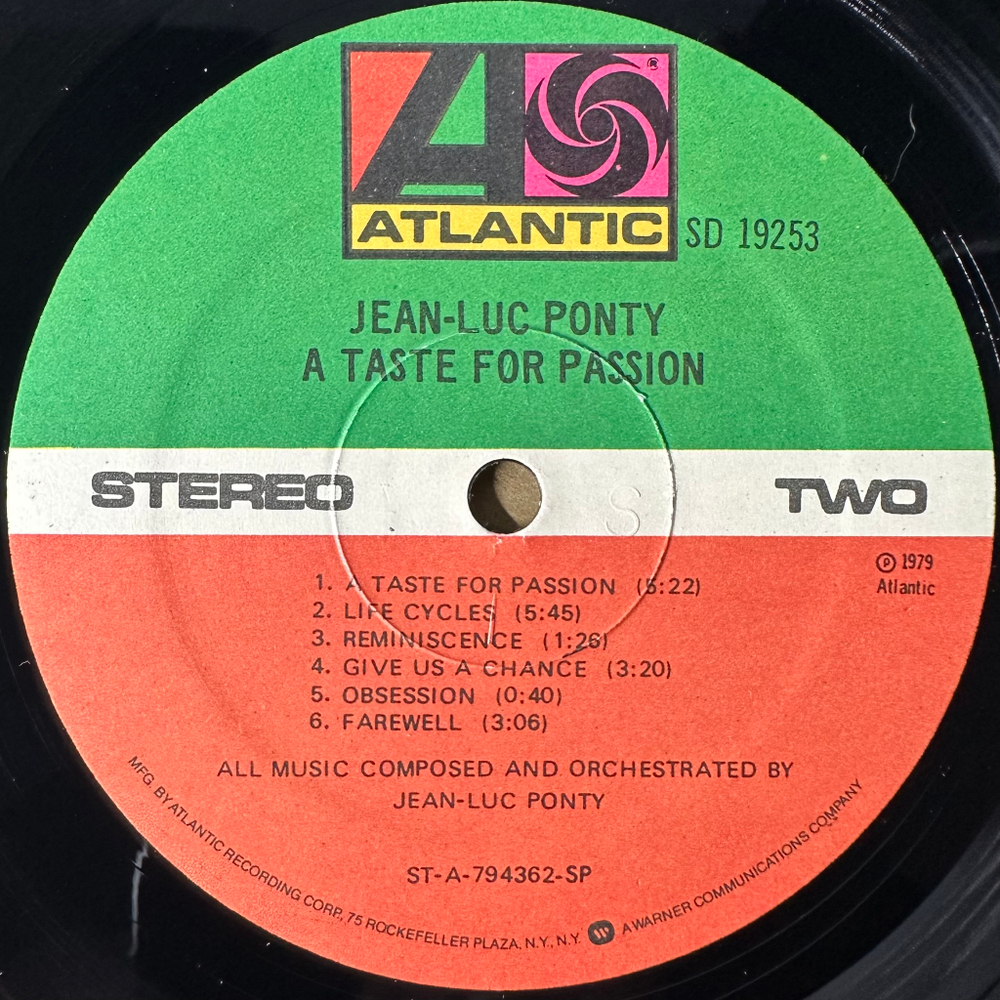 ATLANTIC ®
SD 19253
JEAN-LUC PONTY
A TASTE FOR PASSION
STEREO
TWO
S
Ⓟ 1979
Atlantic
1. A TASTE FOR PASSION (5:22)
2. LIFE CYCLES (5:45)
3. REMINISCENCE (1:26)
4. GIVE US A CHANCE (3:20)
5. OBSESSION (0:40)
6. FAREWELL (3:06)
ALL MUSIC COMPOSED AND ORCHESTRATED BY
JEAN-LUC PONTY
ST-A-794362-SP
MFG. BY ATLANTIC RECORDING CORP., 75 ROCKEFELLER PLAZA, N.Y., N.Y. A WARNER COMMUNICATIONS COMPANY